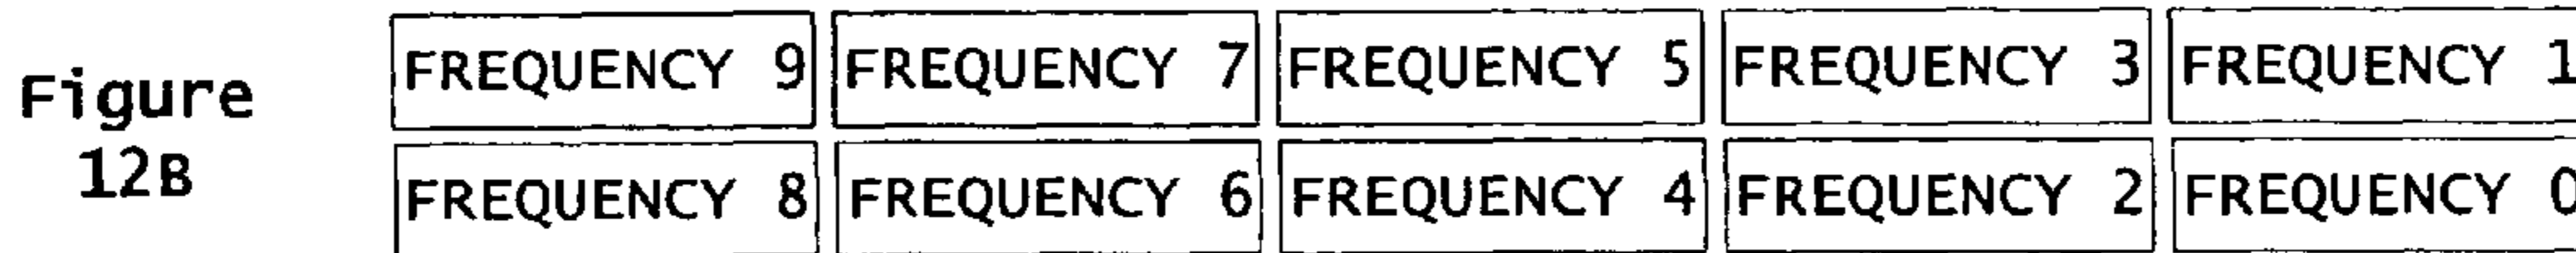 Figure
12B
FREQUENCY 9 FREQUENCY 7 FREQUENCY 5 FREQUENCY 3 FREQUENCY 1
FREQUENCY 8 FREQUENCY 6 FREQUENCY 4 FREQUENCY 2 FREQUENCY 0